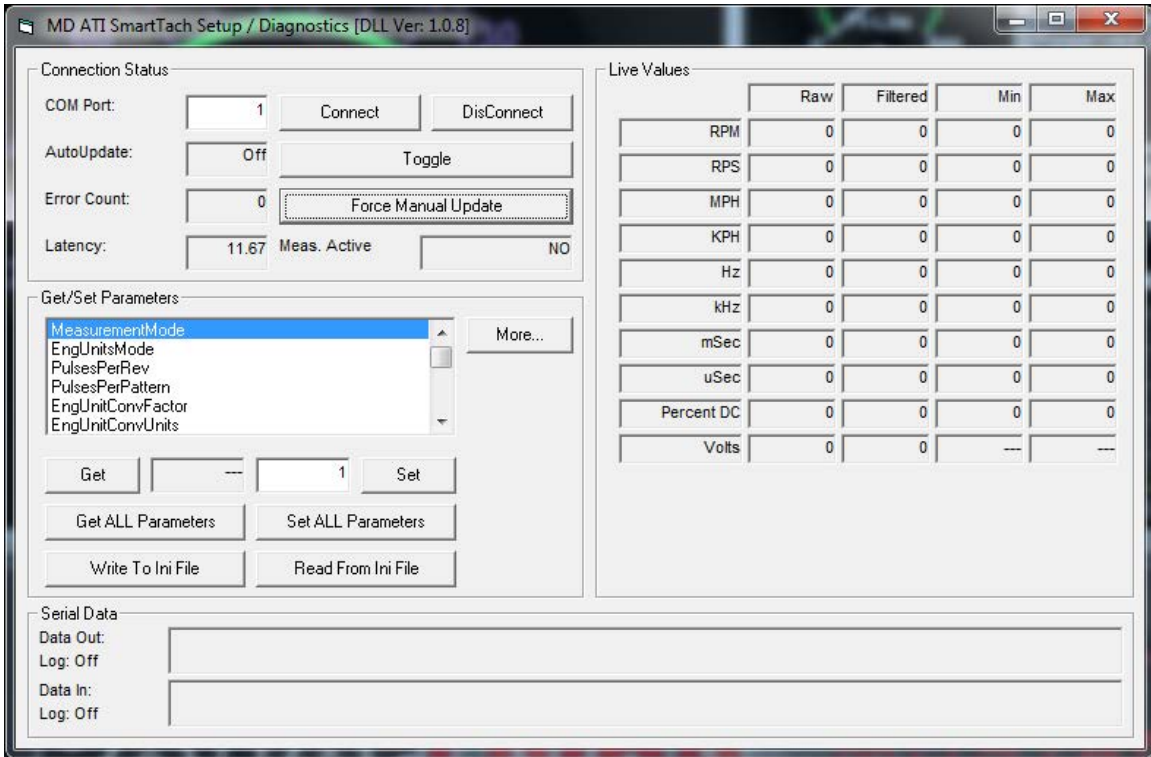 MD ATI SmartTach Setup / Diagnostics [DLL Ver: 1.0.8]
Connection Status
COM Port: 1 Connect DisConnect
AutoUpdate: Off Toggle
Error Count: 0 Force Manual Update
Latency: 11.67 Meas. Active NO
Get/Set Parameters
MeasurementMode
EngUnitsMode
PulsesPerRev
PulsesPerPattern
EngUnitConvFactor
EngUnitConvUnits
More...
Get --- 1 Set
Get ALL Parameters Set ALL Parameters
Write To Ini File Read From Ini File
Live Values
Raw Filtered Min Max
RPM 0 0 0 0
RPS 0 0 0 0
MPH 0 0 0 0
KPH 0 0 0 0
Hz 0 0 0 0
kHz 0 0 0 0
mSec 0 0 0 0
uSec 0 0 0 0
Percent DC 0 0 0 0
Volts 0 0 --- ---
Serial Data
Data Out:
Log: Off
Data In:
Log: Off